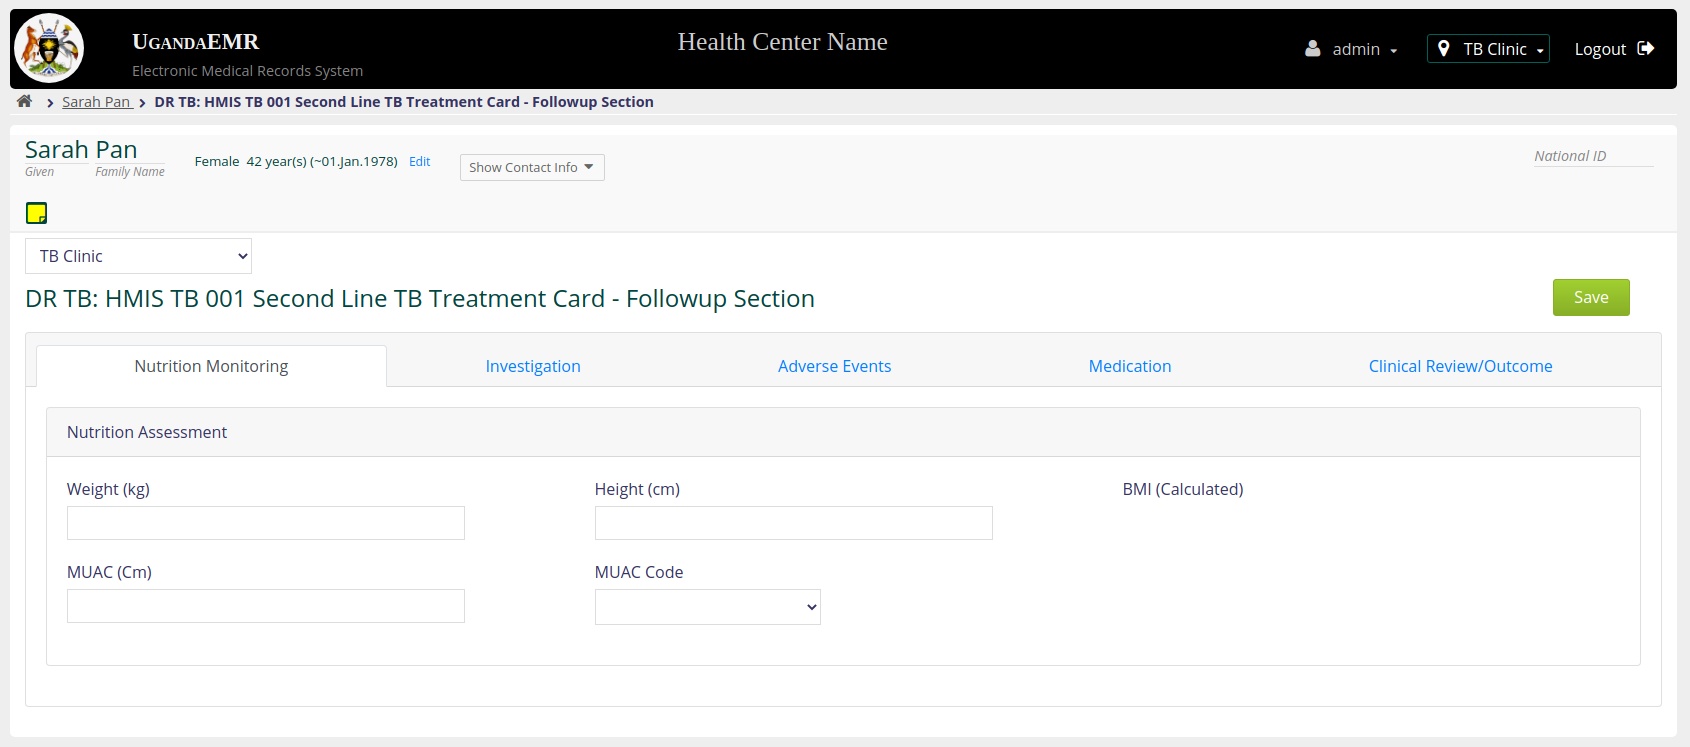 UGANDAEMR
Electronic Medical Records System
Health Center Name
admin
TB Clinic
Logout
Sarah Pan
DR TB: HMIS TB 001 Second Line TB Treatment Card - Followup Section
Sarah Pan
Given Family Name
Female 42 year(s) (~01.Jan.1978) Edit
Show Contact Info
National ID
TB Clinic
DR TB: HMIS TB 001 Second Line TB Treatment Card - Followup Section
Save
Nutrition Monitoring Investigation Adverse Events Medication Clinical Review/Outcome
Nutrition Assessment
Weight (kg) Height (cm) BMI (Calculated)
MUAC (Cm) MUAC Code